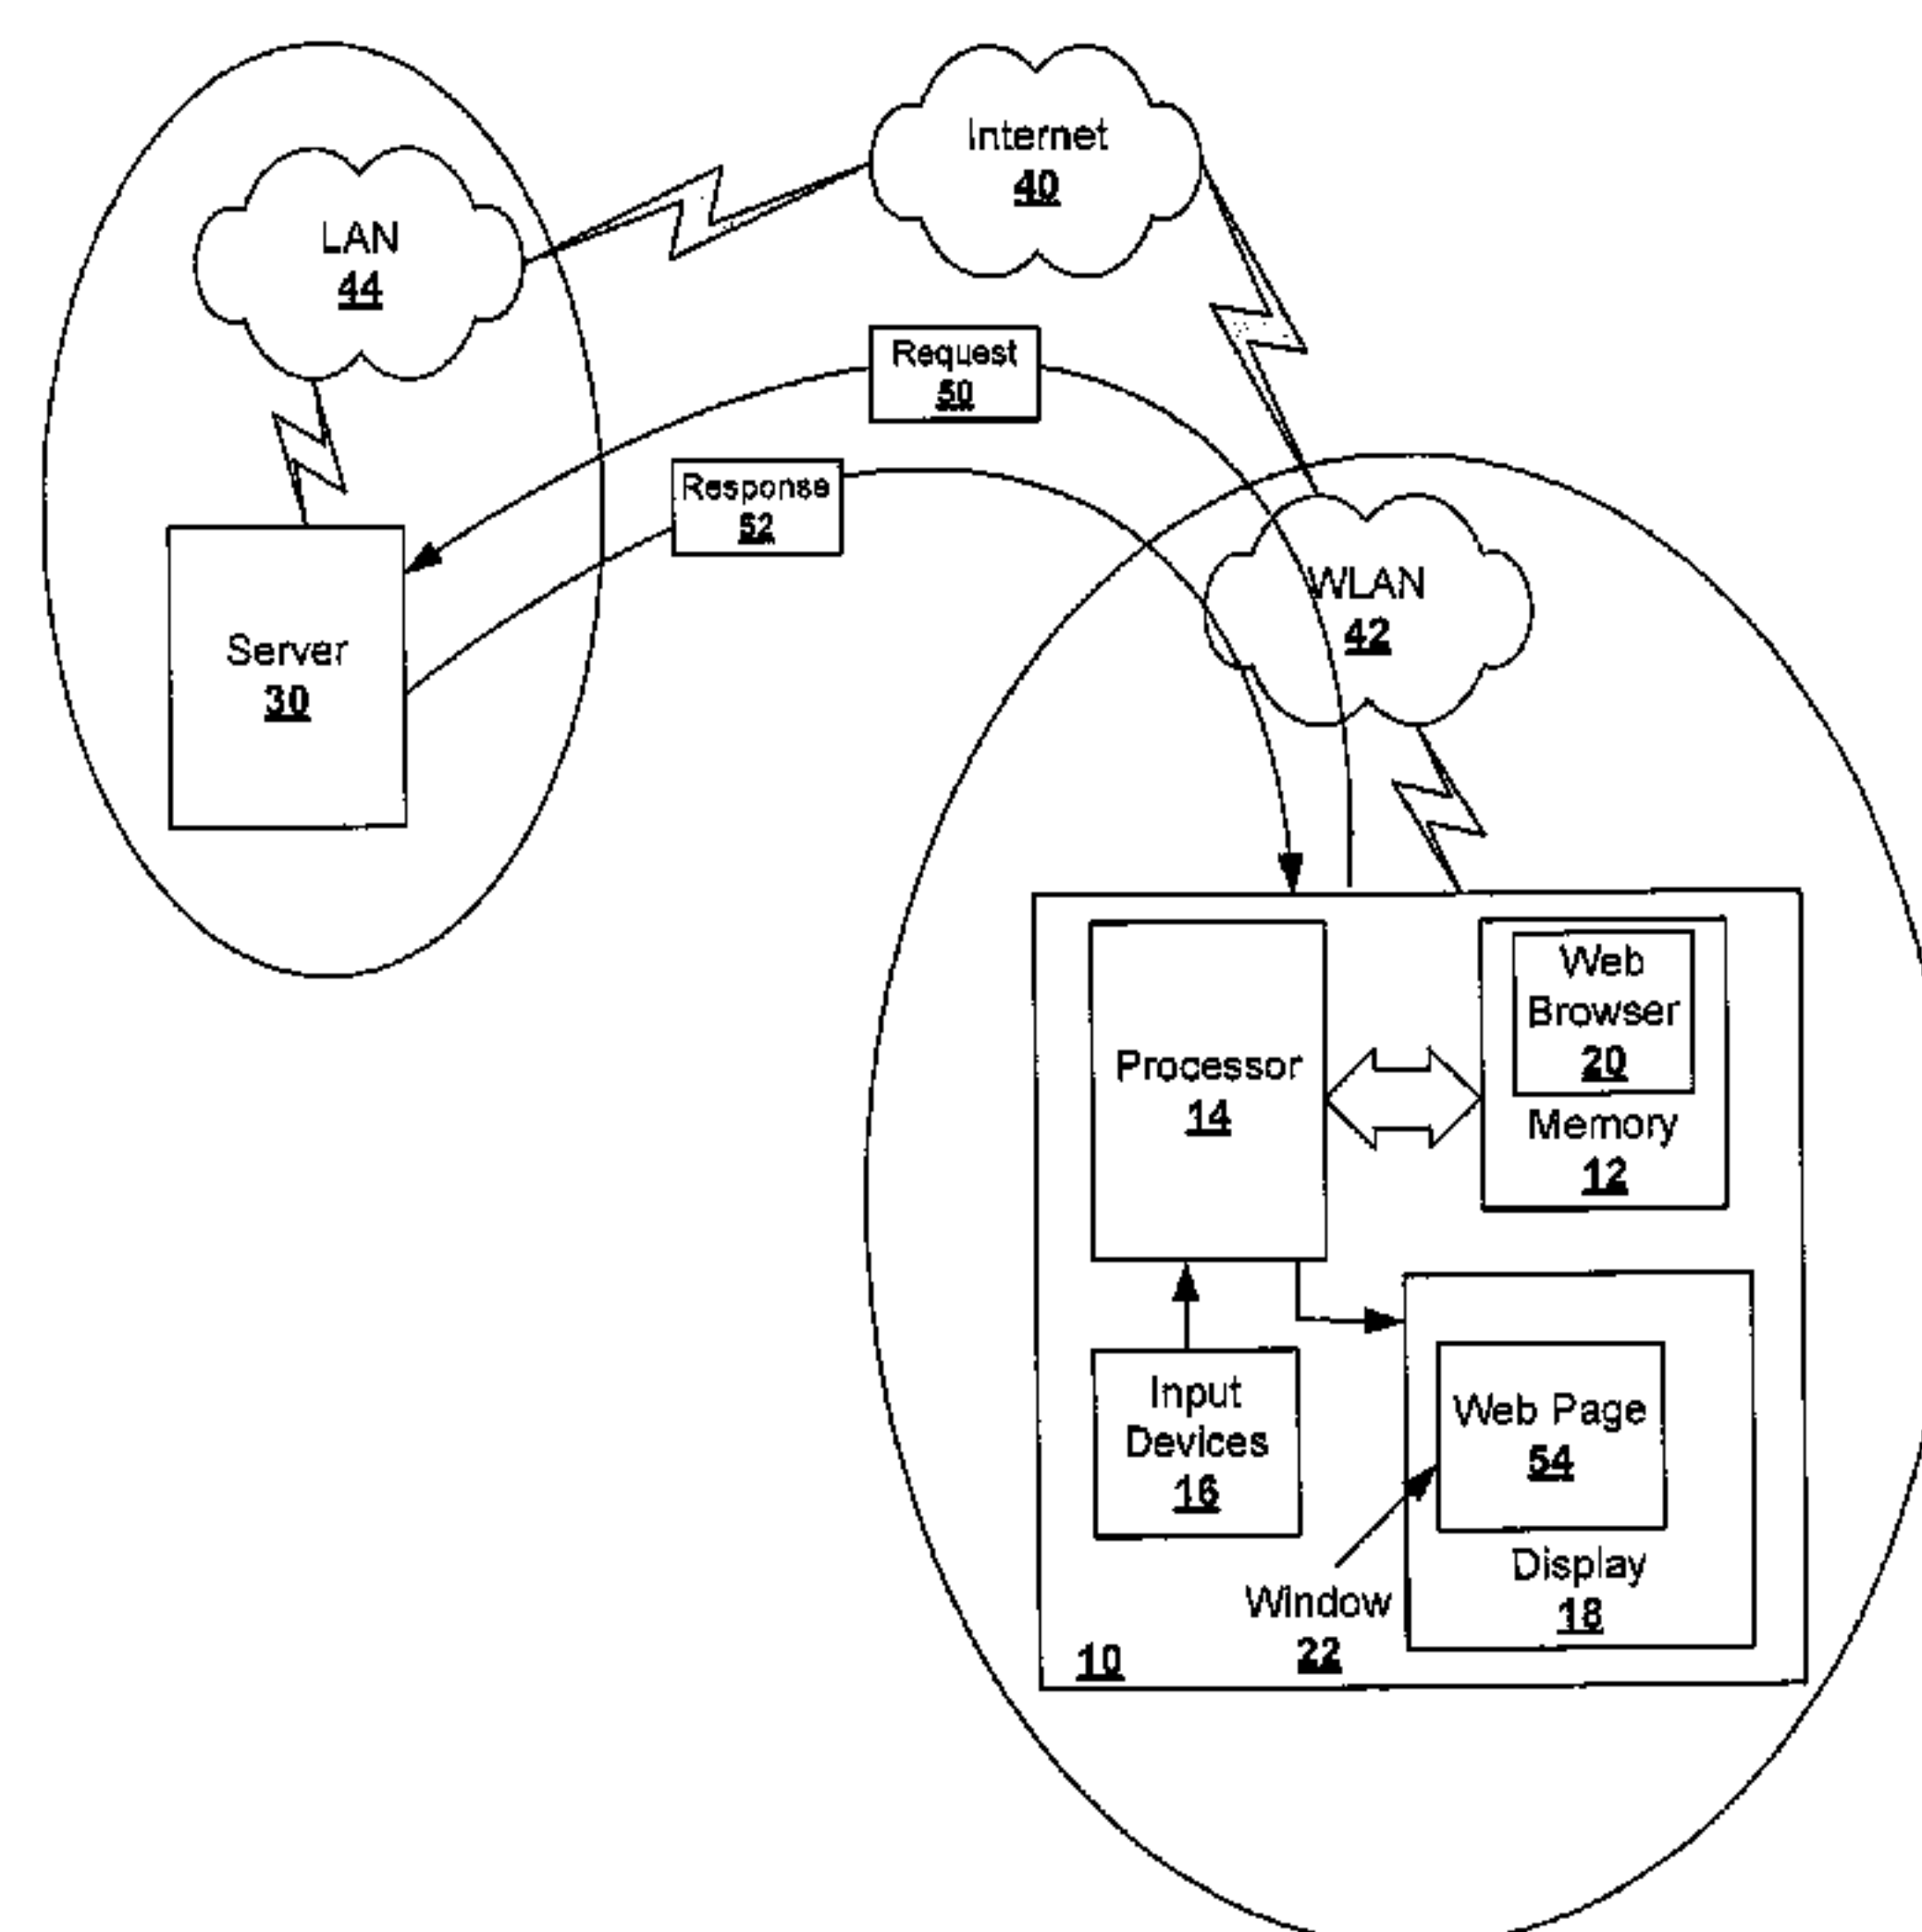 Internet
40
LAN
44
Request
50
Response
52
WLAN
42
Server
30
Web
Browser
20
Memory
12
Processor
14
Input
Devices
16
Web Page
54
Display
18
Window
22
10